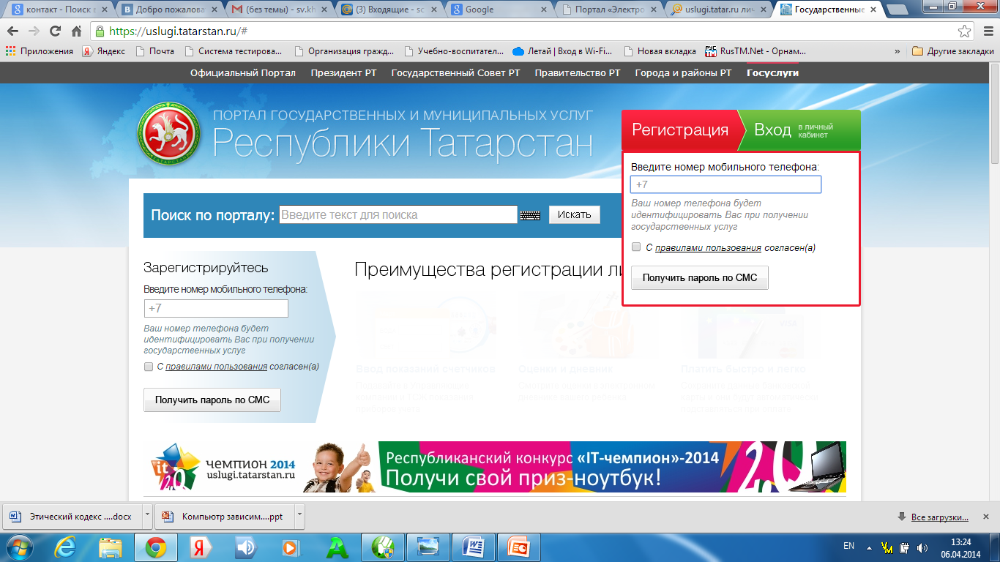 контакт - Поиск в
Добро пожалова
(без темы) - sv.kh
(3) Входящие - sc
Google
Портал «Электро
uslugi.tatar.ru ли
Государственные
https://uslugi.tatarstan.ru/#
Приложения
Яндекс
Почта
Система тестирова...
Организация гражд...
Учебно-воспитател...
Летай | Вход в Wi-Fi...
Новая вкладка
RusTM.Net - Орнам...
»
Другие закладки
Официальный Портал
Президент РТ
Государственный Совет РТ
Правительство РТ
Города и районы РТ
Госуслуги
ПОРТАЛ ГОСУДАРСТВЕННЫХ И МУНИЦИПАЛЬНЫХ УСЛУГ
Республики Татарстан
Регистрация
Вход
в личный
кабинет
Введите номер мобильного телефона:
+7
Ваш номер телефона будет
идентифицировать Вас при получении
государственных услуг
С правилами пользования согласен(а)
Получить пароль по СМС
Поиск по порталу:
Введите текст для поиска
Искать
Зарегистрируйтесь
Введите номер мобильного телефона:
+7
Ваш номер телефона будет
идентифицировать Вас при получении
государственных услуг
С правилами пользования согласен(а)
Получить пароль по СМС
Преимущества регистрации ли
Ввод показаний счетчиков
Оценки и дневник
Платить быстро и легко
it 2.0
ЧЕМПИОН 2014
uslugi.tatarstan.ru
Республиканский конкурс «IT-чемпион»-2014
Получи свой приз-ноутбук!
2.0
Этический кодекс ....docx
Компьютр зависим....ppt
Все загрузки...
EN
13:24
06.04.2014